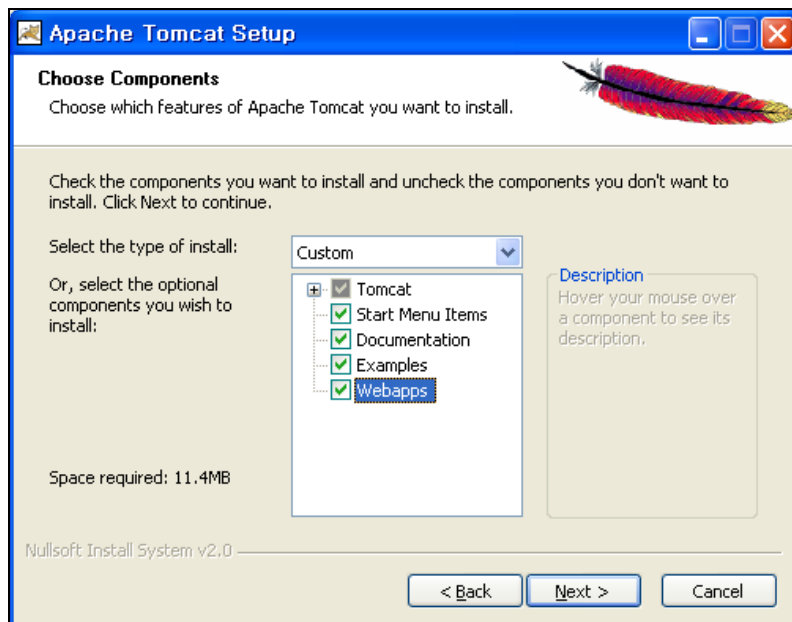 Apache Tomcat Setup
Choose Components
Choose which features of Apache Tomcat you want to install.
Check the components you want to install and uncheck the components you don't want to
install. Click Next to continue.
Select the type of install:
Custom
Or, select the optional
components you wish to
install:
Tomcat
Start Menu Items
Documentation
Examples
Webapps
Description
Hover your mouse over
a component to see its
description.
Space required: 11.4MB
Nullsoft Install System v2.0
< Back
Next >
Cancel